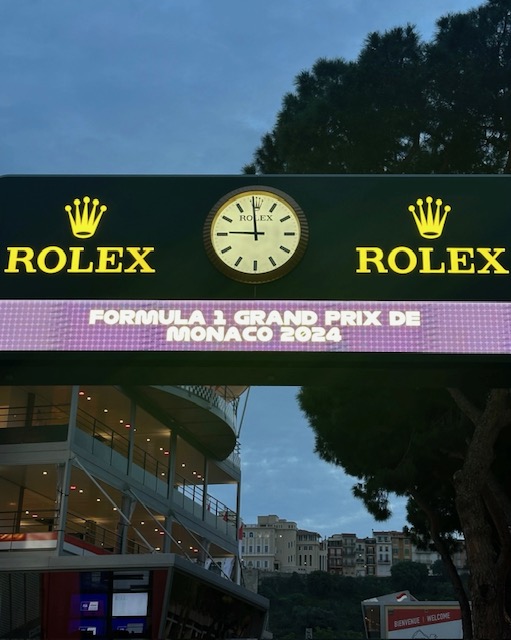 ROLEX
ROLEX
ROLEX
FORMULA 1 GRAND PRIX DE
MONACO 2024
BIENVENUE | WELCOME